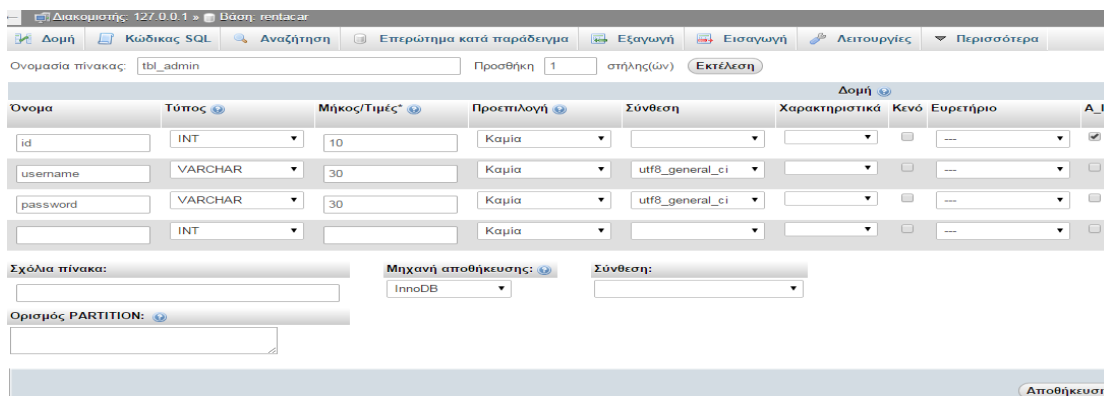 Διακομιστής: 127.0.0.1 » Βάση: rentacar
Δομή Κώδικας SQL Αναζήτηση Επερώτημα κατά παράδειγμα Εξαγωγή Εισαγωγή Λειτουργίες Περισσότερα
Ονομασία πίνακας: tbl_admin Προσθήκη 1 στήλης(ών) Εκτέλεση
Δομή
Όνομα Τύπος Μήκος/Τιμές* Προεπιλογή Σύνθεση Χαρακτηριστικά Κενό Ευρετήριο A_I
id INT 10 Καμία ---
username VARCHAR 30 Καμία utf8_general_ci ---
password VARCHAR 30 Καμία utf8_general_ci ---
INT Καμία ---
Σχόλια πίνακα: Μηχανή αποθήκευσης: Σύνθεση:
InnoDB
Ορισμός PARTITION:
Αποθήκευση